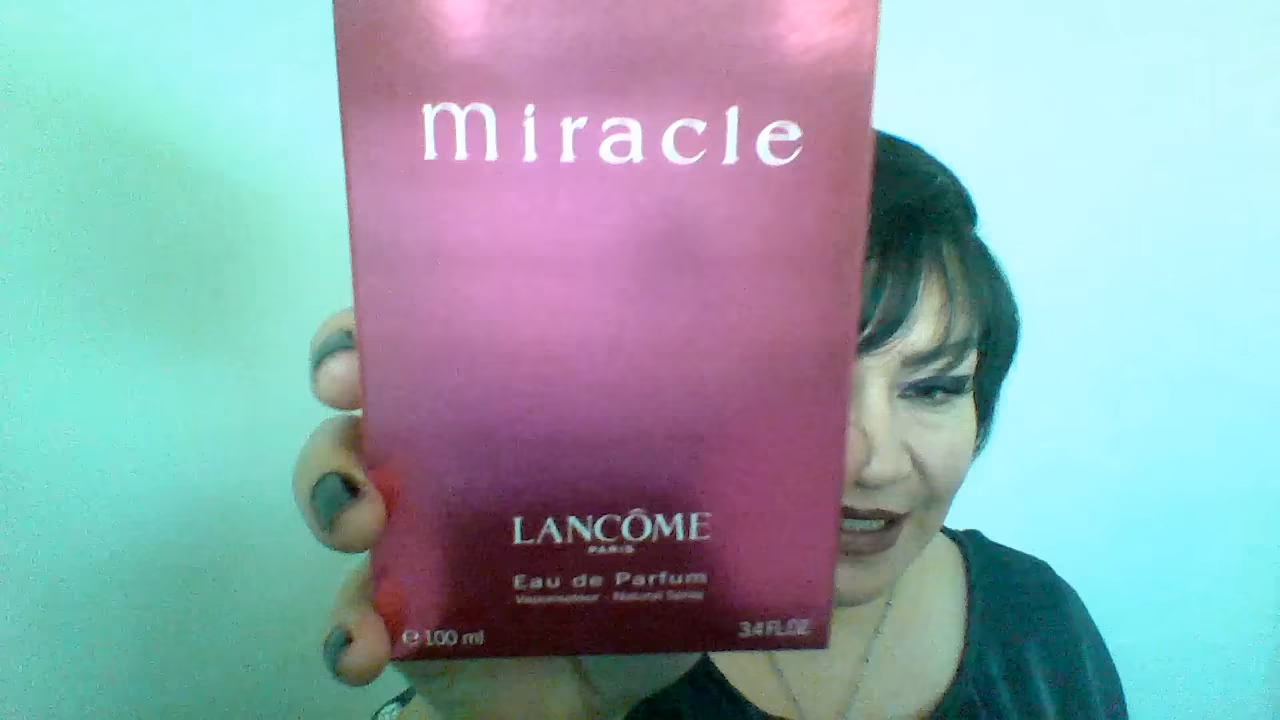 miracle
LANCÔME
PARIS
Eau de Parfum
Vaporisateur - Natural Spray
℮ 100 ml
3.4 FL.OZ